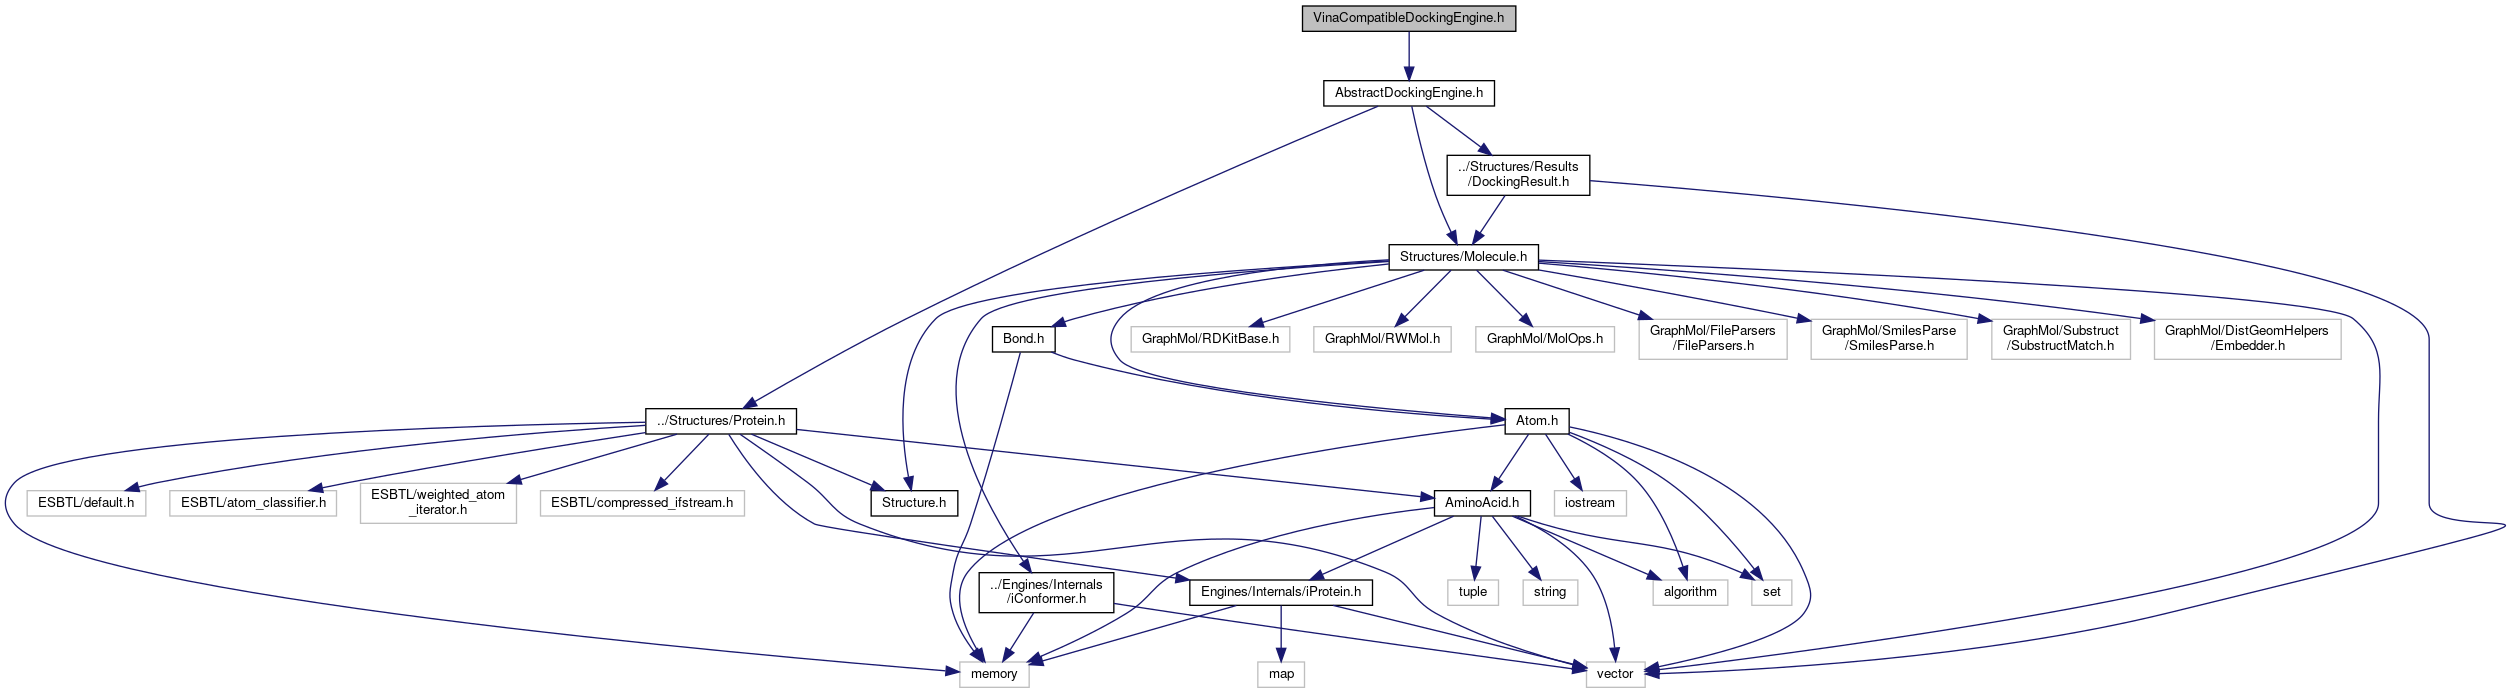 VinaCompatibleDockingEngine.h
AbstractDockingEngine.h
../Structures/Results
/DockingResult.h
Structures/Molecule.h
Bond.h
GraphMol/RDKitBase.h
GraphMol/RWMol.h
GraphMol/MolOps.h
GraphMol/FileParsers
/FileParsers.h
GraphMol/SmilesParse
/SmilesParse.h
GraphMol/Substruct
/SubstructMatch.h
GraphMol/DistGeomHelpers
/Embedder.h
../Structures/Protein.h
Atom.h
ESBTL/default.h
ESBTL/atom_classifier.h
ESBTL/weighted_atom
_iterator.h
ESBTL/compressed_ifstream.h
Structure.h
AminoAcid.h
iostream
../Engines/Internals
/iConformer.h
Engines/Internals/iProtein.h
tuple
string
algorithm
set
memory
map
vector